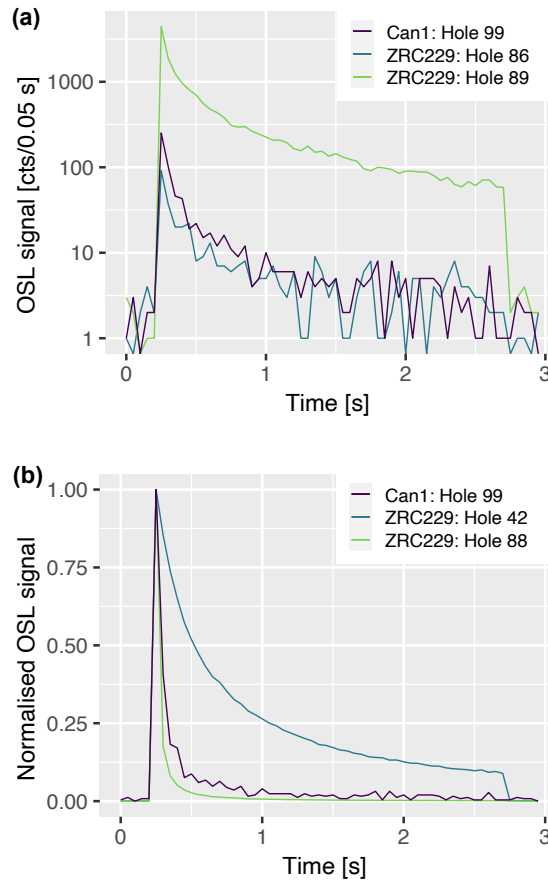 (a)
Can1: Hole 99
ZRC229: Hole 86
ZRC229: Hole 89
OSL signal [cts/0.05 s]
1000
100
10
1
0
1
2
3
Time [s]
(b)
Can1: Hole 99
ZRC229: Hole 42
ZRC229: Hole 88
Normalised OSL signal
1.00
0.75
0.50
0.25
0.00
0
1
2
3
Time [s]